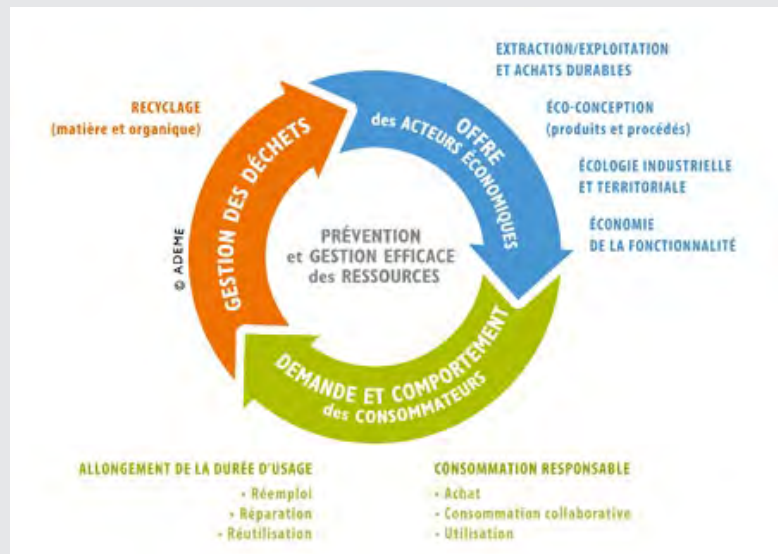 EXTRACTION/EXPLOITATION
ET ACHATS DURABLES
RECYCLAGE
(matière et organique)
ÉCO-CONCEPTION
(produits et procédés)
ÉCOLOGIE INDUSTRIELLE
ET TERRITORIALE
ÉCONOMIE
DE LA FONCTIONNALITÉ
OFFRE
des ACTEURS ÉCONOMIQUES
GESTION DES DÉCHETS
PRÉVENTION
et GESTION EFFICACE
des RESSOURCES
© ADEME
DEMANDE ET COMPORTEMENT
des CONSOMMATEURS
ALLONGEMENT DE LA DURÉE D'USAGE
• Réemploi
• Réparation
• Réutilisation
CONSOMMATION RESPONSABLE
• Achat
• Consommation collaborative
• Utilisation